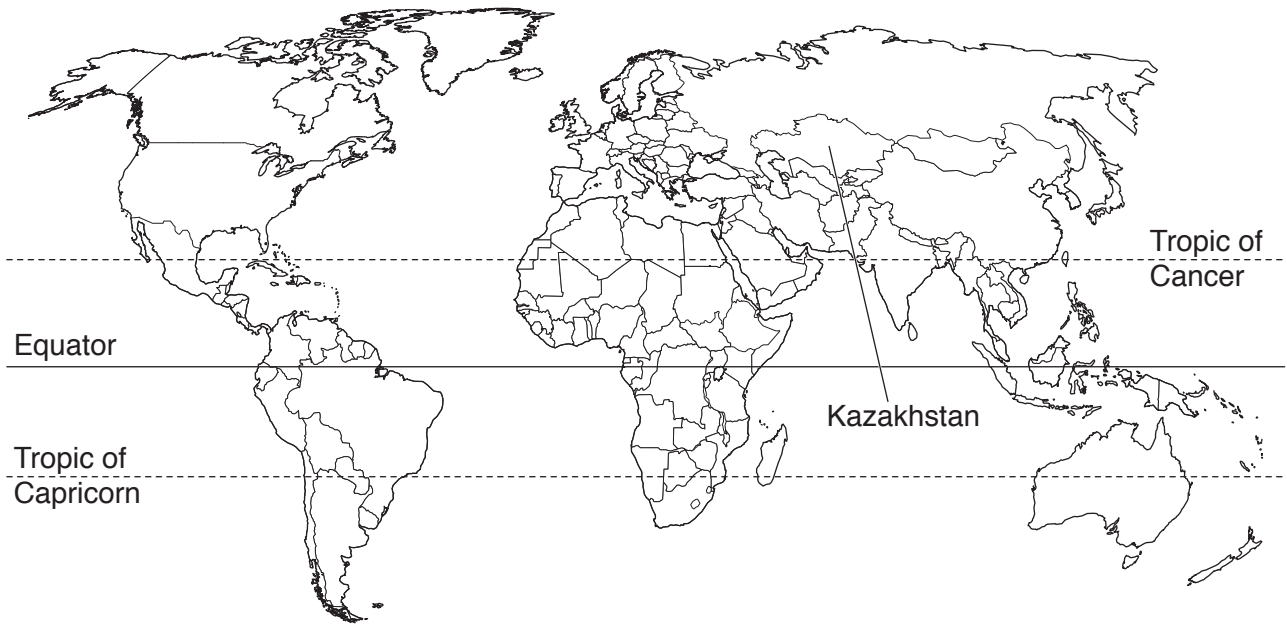 Tropic of
Cancer
Equator
Kazakhstan
Tropic of
Capricorn